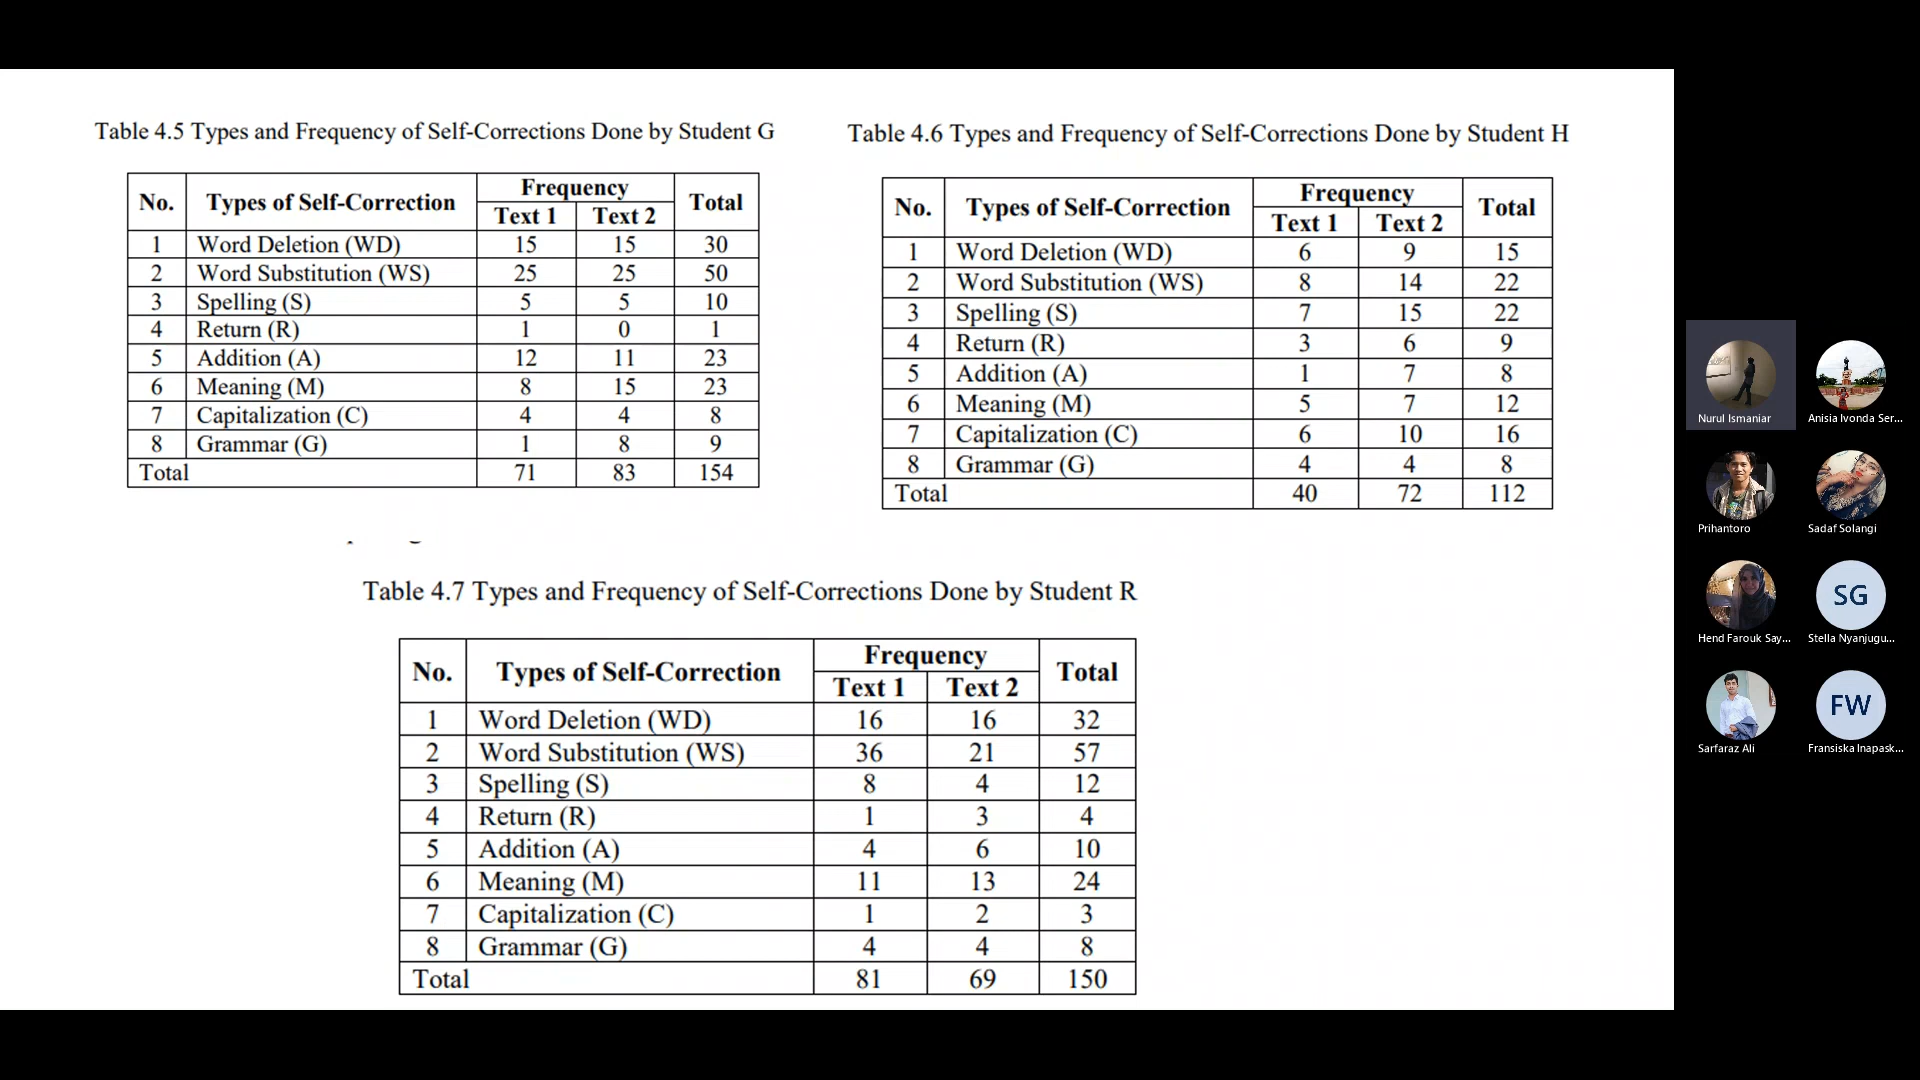 Table 4.5 Types and Frequency of Self-Corrections Done by Student G
No. Types of Self-Correction Frequency Total
Text 1 Text 2
1 Word Deletion (WD) 15 15 30
2 Word Substitution (WS) 25 25 50
3 Spelling (S) 5 5 10
4 Return (R) 1 0 1
5 Addition (A) 12 11 23
6 Meaning (M) 8 15 23
7 Capitalization (C) 4 4 8
8 Grammar (G) 1 8 9
Total 71 83 154
Table 4.6 Types and Frequency of Self-Corrections Done by Student H
No. Types of Self-Correction Frequency Total
Text 1 Text 2
1 Word Deletion (WD) 6 9 15
2 Word Substitution (WS) 8 14 22
3 Spelling (S) 7 15 22
4 Return (R) 3 6 9
5 Addition (A) 1 7 8
6 Meaning (M) 5 7 12
7 Capitalization (C) 6 10 16
8 Grammar (G) 4 4 8
Total 40 72 112
Table 4.7 Types and Frequency of Self-Corrections Done by Student R
No. Types of Self-Correction Frequency Total
Text 1 Text 2
1 Word Deletion (WD) 16 16 32
2 Word Substitution (WS) 36 21 57
3 Spelling (S) 8 4 12
4 Return (R) 1 3 4
5 Addition (A) 4 6 10
6 Meaning (M) 11 13 24
7 Capitalization (C) 1 2 3
8 Grammar (G) 4 4 8
Total 81 69 150
Nurul Ismaniar
Anisia Ivonda Ser...
Prihantoro
Sadaf Solangi
Hend Farouk Say...
SG
Stella Nyanjugu...
Sarfaraz Ali
FW
Fransiska Inapask...